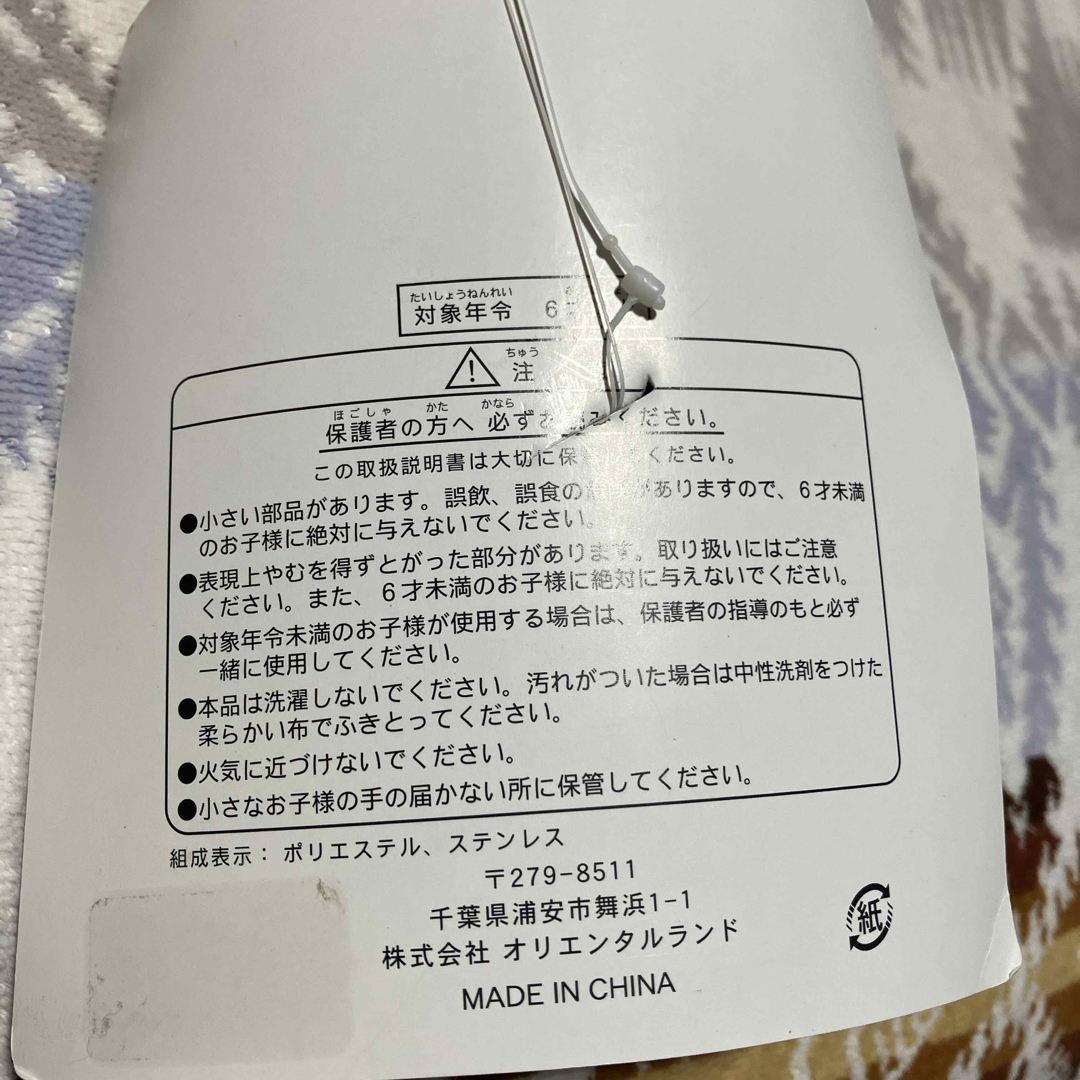 たいしょうねんれい
対象年令 6
ちゅう
注
ほごしゃ かた かなら
保護者の方へ 必ずお読みください。
この取扱説明書は大切に保 ください。
●小さい部品があります。誤飲、誤食の がありますので、6才未満
のお子様に絶対に与えないでください。
●表現上やむを得ずとがった部分があります。取り扱いにはご注意
ください。また、6才未満のお子様に絶対に与えないでください。
●対象年令未満のお子様が使用する場合は、保護者の指導のもと必ず
一緒に使用してください。
●本品は洗濯しないでください。汚れがついた場合は中性洗剤をつけた
柔らかい布でふきとってください。
●火気に近づけないでください。
●小さなお子様の手の届かない所に保管してください。
組成表示：ポリエステル、ステンレス
〒279-8511
千葉県浦安市舞浜1-1
株式会社 オリエンタルランド
紙
MADE IN CHINA